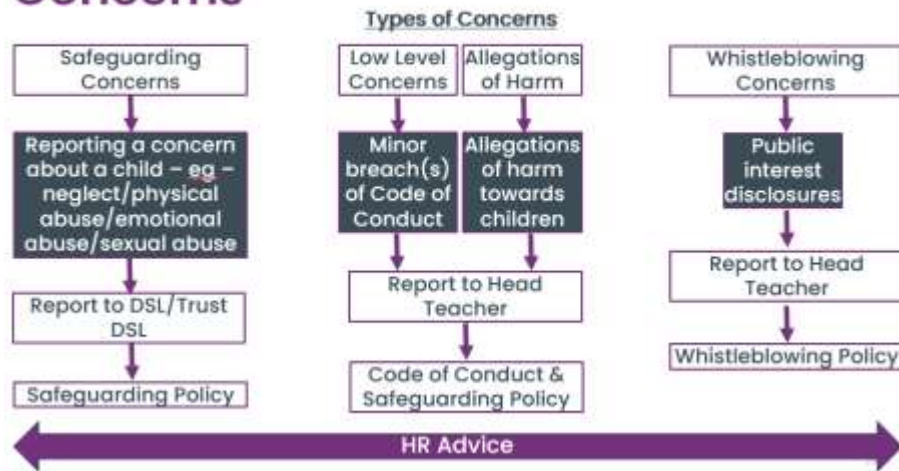 Concerns
Types of Concerns
Safeguarding
Concerns
Reporting a concern
about a child – eg –
neglect/physical
abuse/emotional
abuse/sexual abuse
Report to DSL/Trust
DSL
Safeguarding Policy
Low Level
Concerns
Minor
breach(s)
of Code of
Conduct
Allegations
of Harm
Allegations
of harm
towards
children
Report to Head
Teacher
Code of Conduct &
Safeguarding Policy
Whistleblowing
Concerns
Public
interest
disclosures
Report to Head
Teacher
Whistleblowing Policy
HR Advice